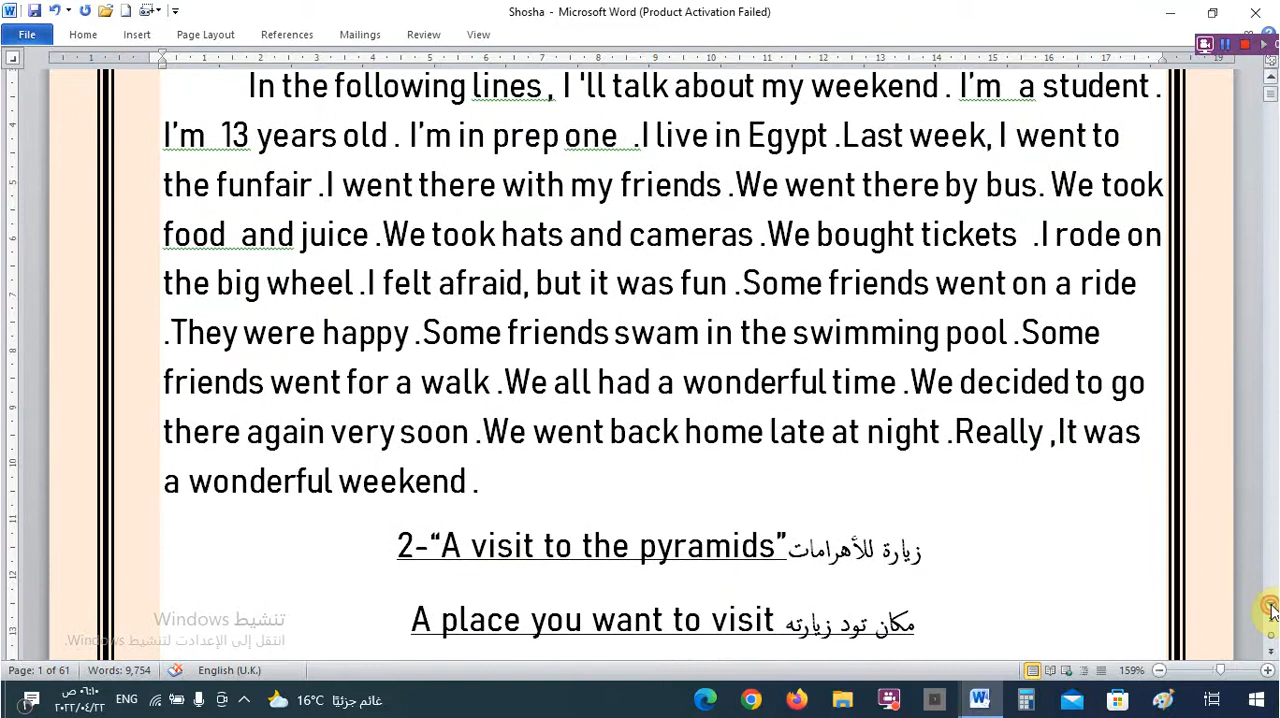 Shosha - Microsoft Word (Product Activation Failed)
File Home Insert Page Layout References Mailings Review View
In the following lines , I 'll talk about my weekend . I'm a student .
I'm 13 years old . I'm in prep one .I live in Egypt .Last week, I went to
the funfair .I went there with my friends .We went there by bus. We took
food and juice .We took hats and cameras .We bought tickets .I rode on
the big wheel .I felt afraid, but it was fun .Some friends went on a ride
.They were happy .Some friends swam in the swimming pool .Some
friends went for a walk .We all had a wonderful time .We decided to go
there again very soon .We went back home late at night .Really ,It was
a wonderful weekend .
2-“A visit to the pyramids”زيارة للأهرامات
A place you want to visit مكان تود زيارته
تنشيط Windows
انتقل إلى الإعدادت لتنشيط Windows.
Page: 1 of 61 Words: 9,754 English (U.K.) 159%
٠٦:١٠ ص
٢٠٢٢/٠٤/٢٢
ENG
16°C غائم جزئيًا